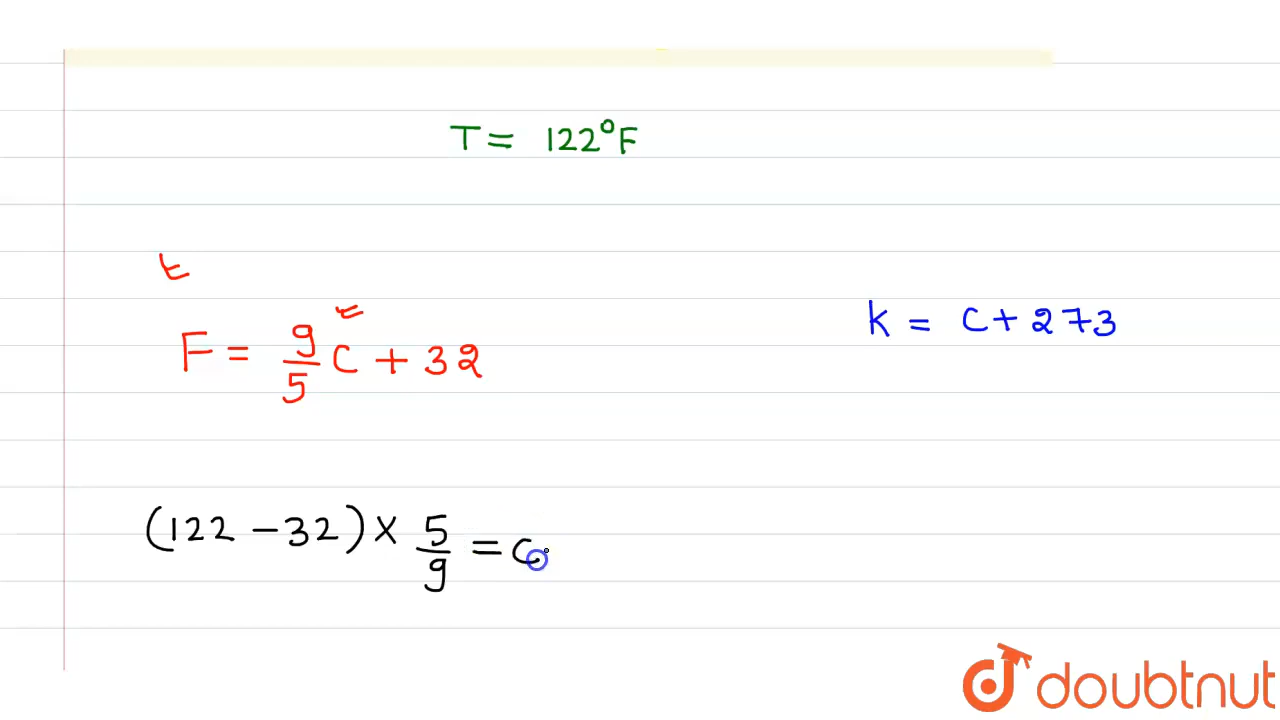 T = 122°F
F = 9/5 C + 32
K = C + 273
(122 - 32) × 5/9 = C
doubtnut